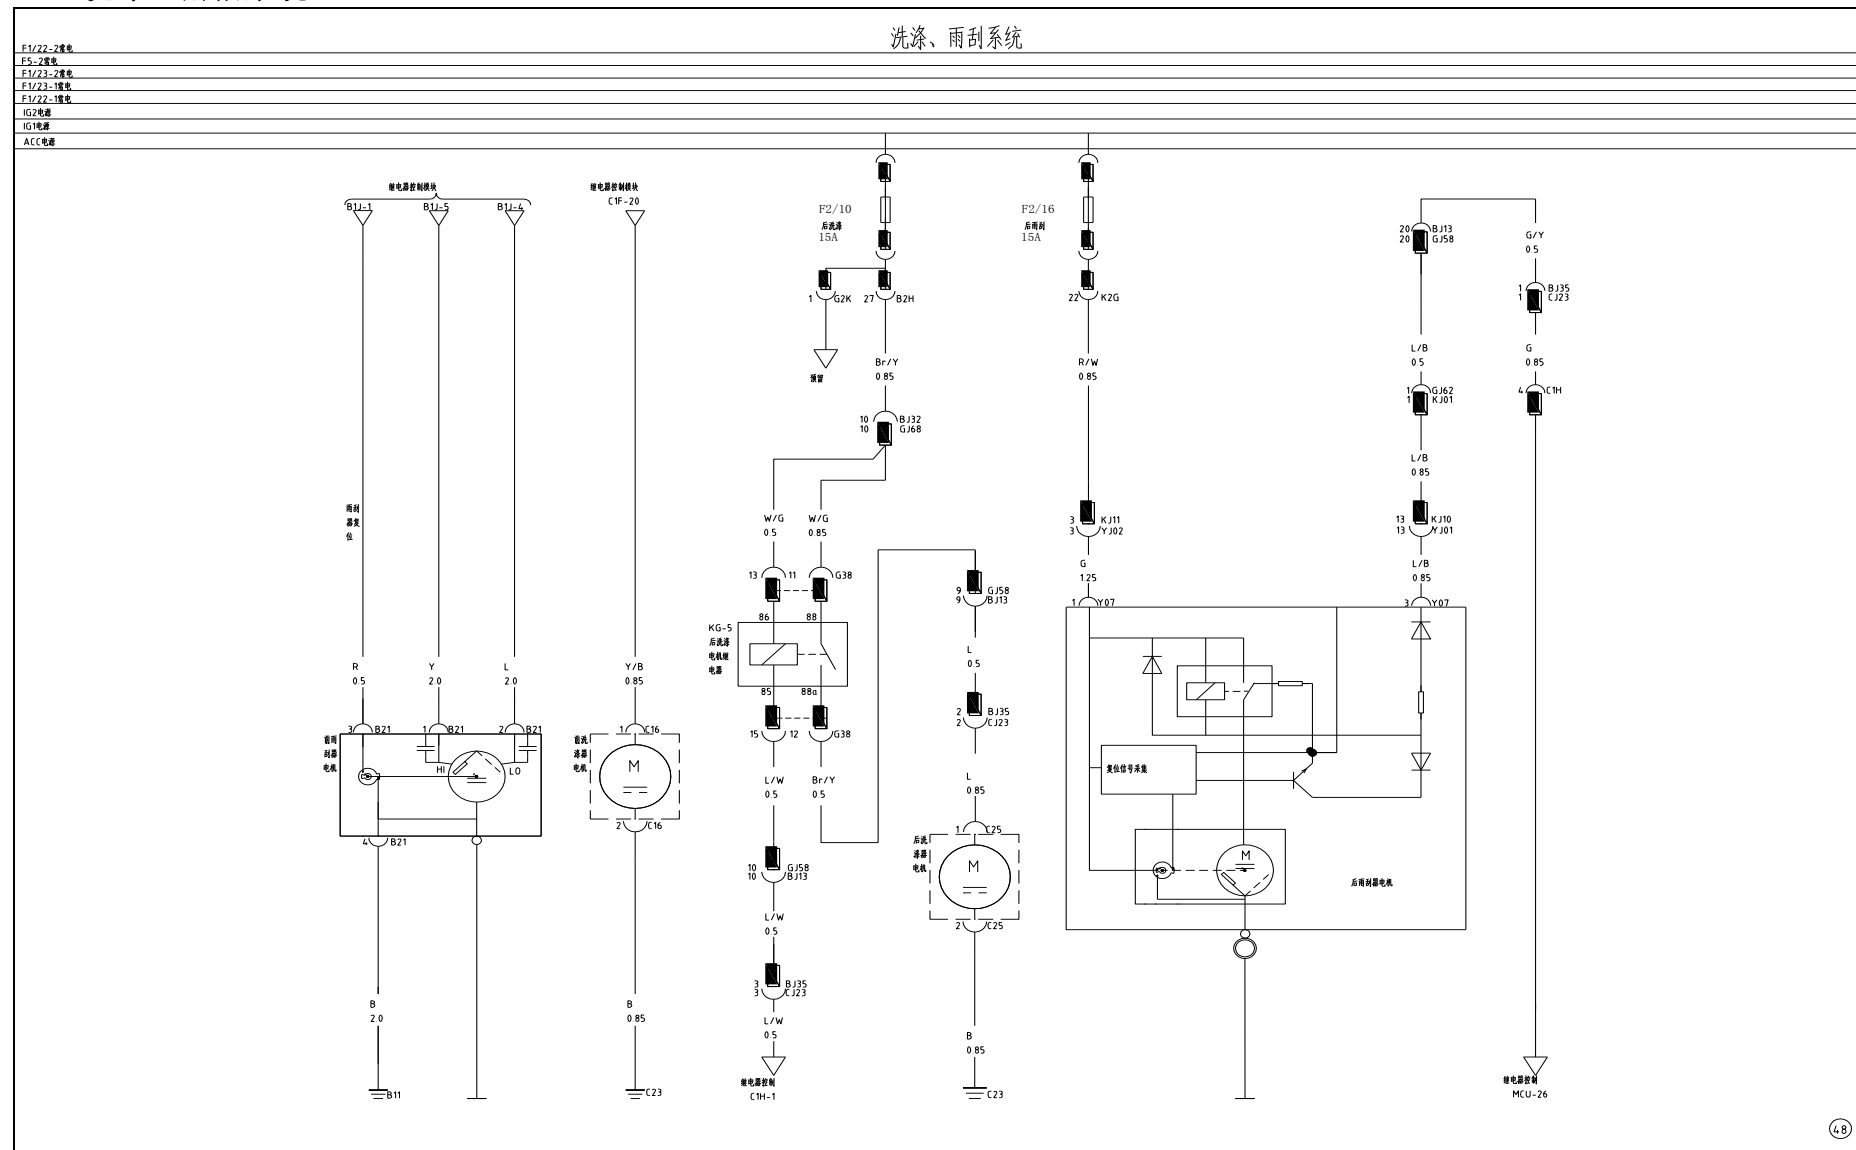 洗涤、雨刮系统
F1/22-2常电
F5-2常电
F1/23-2常电
F1/23-1常电
F1/22-1常电
IG2电源
IG1电源
ACC电源
继电器控制模块
B1J-1
B1J-5
B1J-4
继电器控制模块
C1F-20
F2/10
后洗涤
15A
F2/16
后雨刮
15A
1 G2K
27 B2H
22 K2G
预留
Br/Y
0.85
R/W
0.85
20 BJ13
20 GJ58
G/Y
0.5
1 BJ35
1 CJ23
L/B
0.5
G
0.85
1 GJ62
1 KJ01
4 C1H
10 BJ32
10 GJ68
L/B
0.85
雨刮
器复
位
W/G
0.5
W/G
0.85
3 KJ11
3 YJ02
13 KJ10
13 YJ01
G
1.25
L/B
0.85
13 11 G38
9 GJ58
9 BJ13
1 Y07
3 Y07
86 88
KG-5
后洗涤
电机继
电器
85 88a
L
0.5
R
0.5
Y
2.0
L
2.0
Y/B
0.85
2 BJ35
2 CJ23
3 B21
1 B21
2 B21
1 C16
15 12 G38
前雨
刮器
电机
HI
LO
前洗
涤器
电机
M
复位信号采集
L/W
0.5
Br/Y
0.5
L
0.85
2 C16
4 B21
1 C25
后洗
涤器
电机
M
M
后雨刮器电机
10 GJ58
10 BJ13
L/W
0.5
2 C25
3 BJ35
3 CJ23
B
2.0
B
0.85
L/W
0.5
B
0.85
继电器控制
C1H-1
B11
C23
C23
继电器控制
MCU-26
48